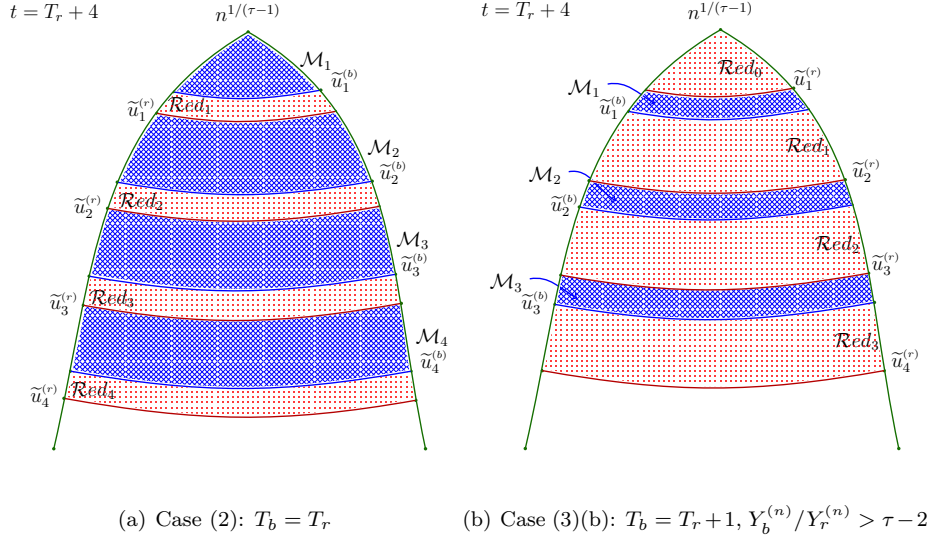 t = T_r + 4
n^{1/(τ−1)}
M_1
ũ_1^{(b)}
Red_1
ũ_1^{(r)}
M_2
ũ_2^{(b)}
Red_2
ũ_2^{(r)}
M_3
ũ_3^{(b)}
Red_3
ũ_3^{(r)}
M_4
ũ_4^{(b)}
Red_4
ũ_4^{(r)}
(a) Case (2): T_b = T_r
t = T_r + 4
n^{1/(τ−1)}
Red_0
ũ_1^{(r)}
M_1
ũ_1^{(b)}
Red_1
ũ_2^{(r)}
M_2
ũ_2^{(b)}
Red_2
ũ_3^{(r)}
M_3
ũ_3^{(b)}
Red_3
ũ_4^{(r)}
(b) Case (3)(b): T_b = T_r + 1, Y_b^{(n)}/Y_r^{(n)} > τ − 2